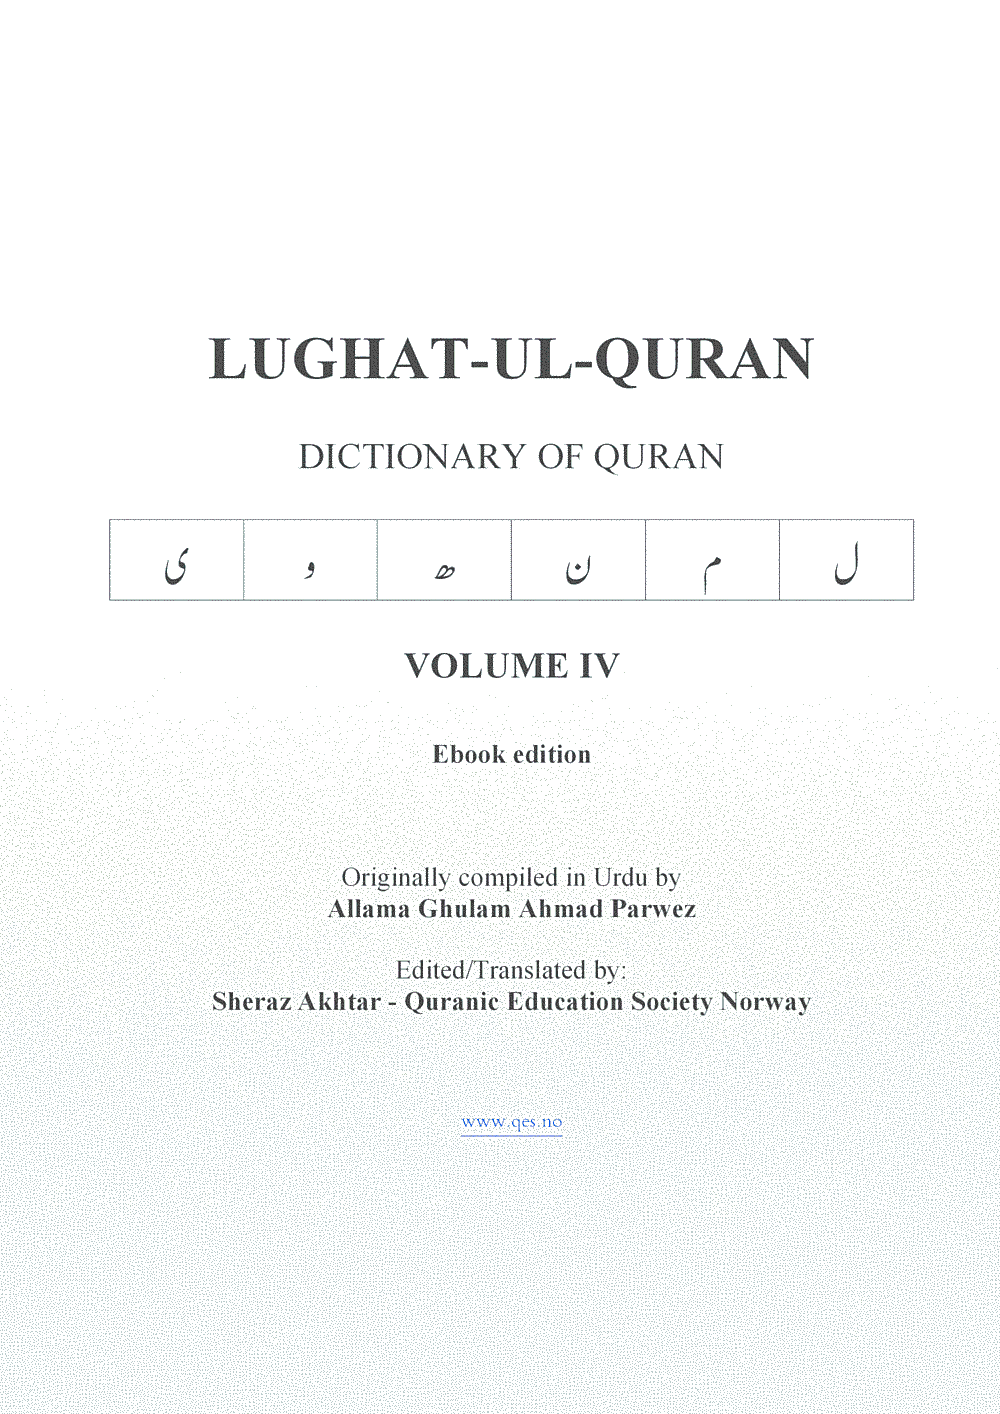 LUGHAT-UL-QURAN
DICTIONARY OF QURAN
ل م ن ھ و ی
VOLUME IV
Ebook edition
Originally compiled in Urdu by
Allama Ghulam Ahmad Parwez
Edited/Translated by:
Sheraz Akhtar - Quranic Education Society Norway
www.qes.no